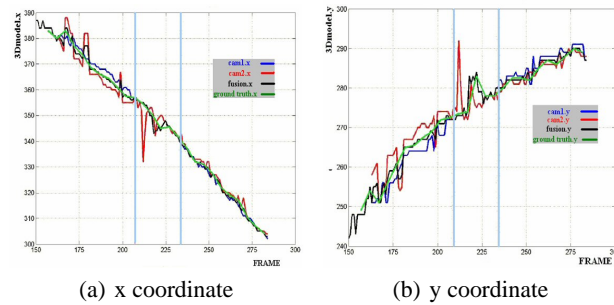 3Dmodel.x
390
380
370
360
350
340
330
320
310
300
150 175 200 225 250 275 300
FRAME
cam1.x
cam2.x
fusion.x
ground truth.x
(a) x coordinate
3Dmodel.y
300
290
280
270
260
250
240
150 175 200 225 250 275 300
FRAME
cam1.y
cam2.y
fusion.y
ground truth.y
(b) y coordinate